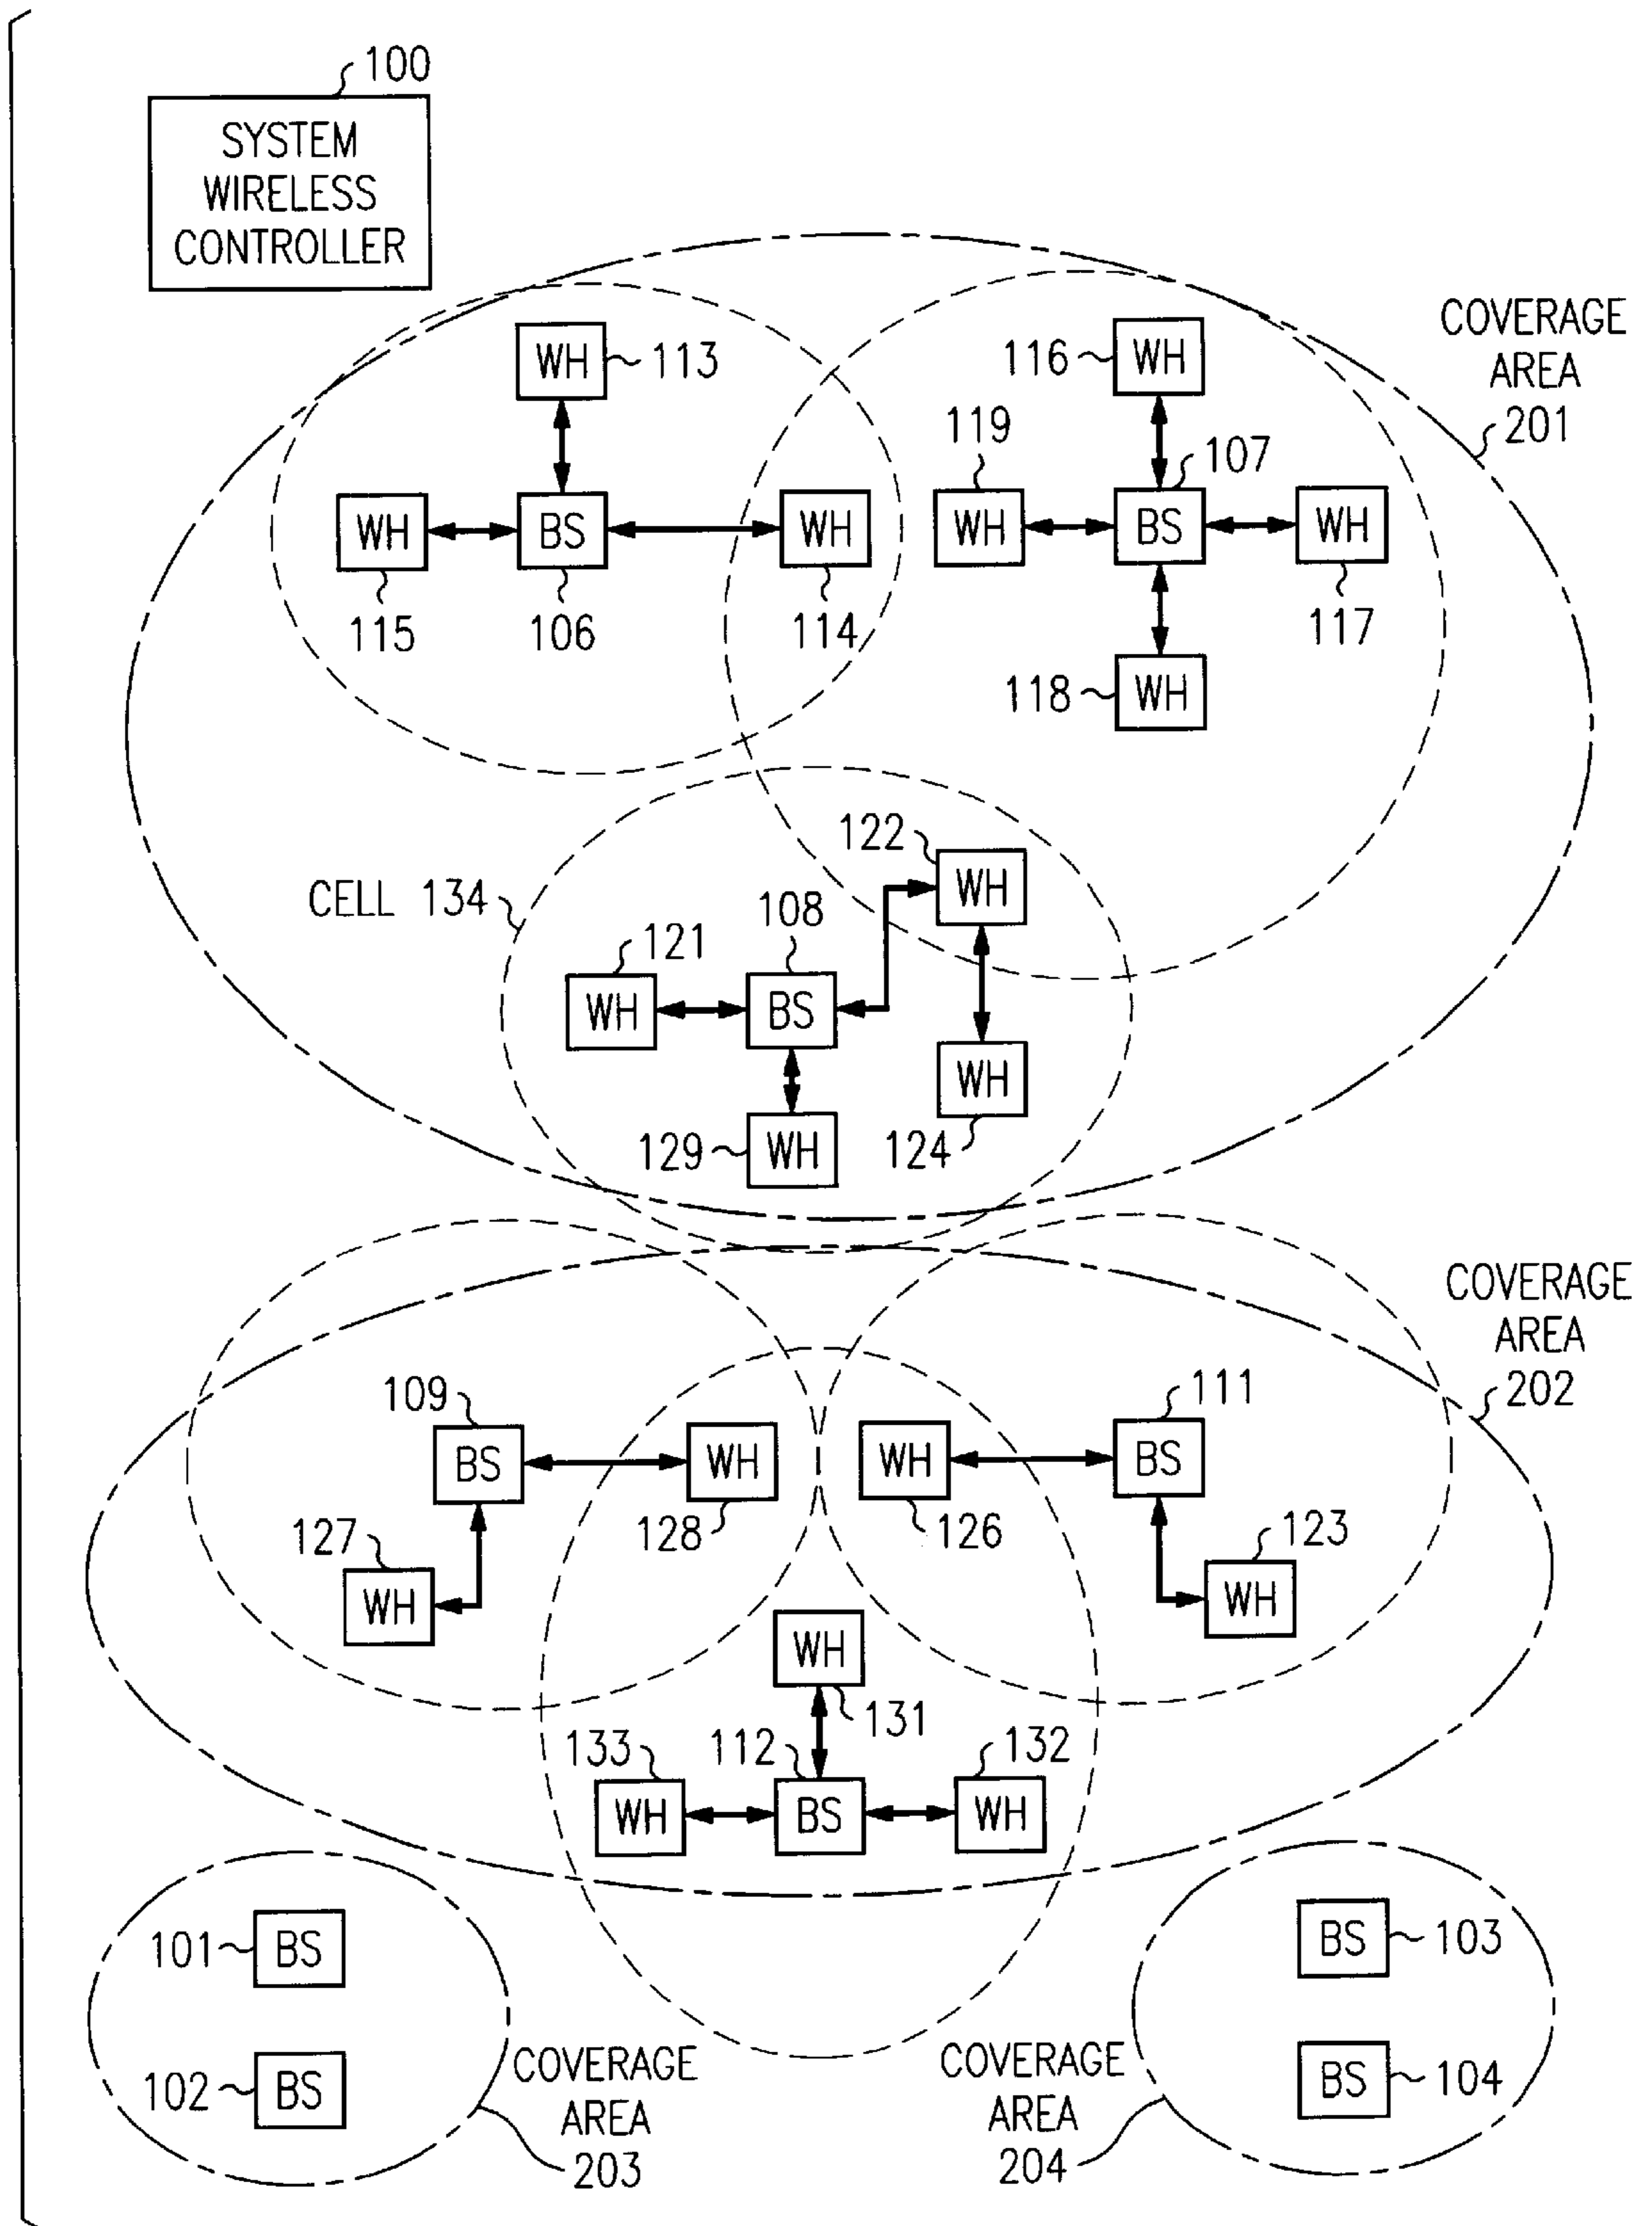 100
SYSTEM
WIRELESS
CONTROLLER
COVERAGE
AREA
201
WH 113
116 WH
119
107
WH BS WH
WH BS WH
115 106 114
117
118 WH
122
WH
CELL 134
108
121
WH BS
WH
129 WH
124
COVERAGE
AREA
202
109
111
BS WH
WH BS
128 126
127
123
WH
WH
WH
131
133 112 132
WH BS WH
101 BS
BS 103
102 BS
BS 104
COVERAGE
AREA
203
COVERAGE
AREA
204